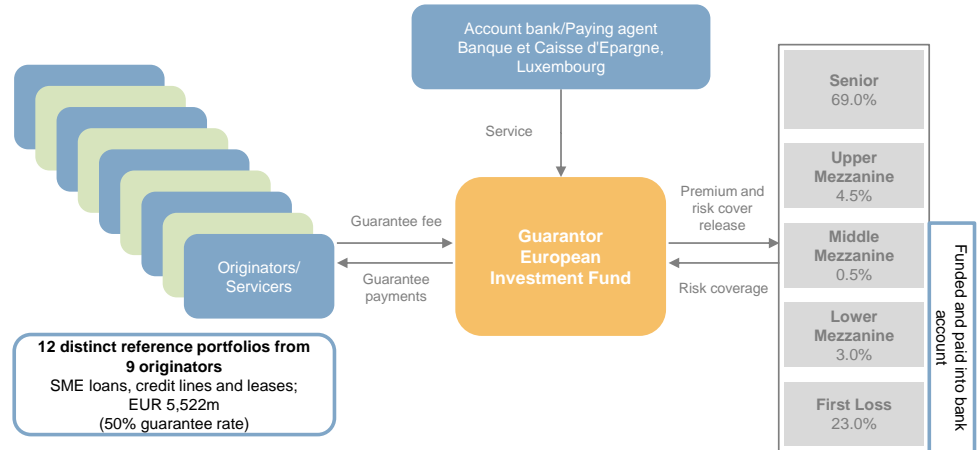 Account bank/Paying agent
Banque et Caisse d'Epargne,
Luxembourg
Service
Originators/
Servicers
Guarantee fee
Guarantee
payments
Guarantor
European
Investment Fund
Premium and
risk cover
release
Risk coverage
Senior
69.0%
Upper
Mezzanine
4.5%
Middle
Mezzanine
0.5%
Lower
Mezzanine
3.0%
First Loss
23.0%
Funded and paid into bank
account
12 distinct reference portfolios from
9 originators
SME loans, credit lines and leases;
EUR 5,522m
(50% guarantee rate)